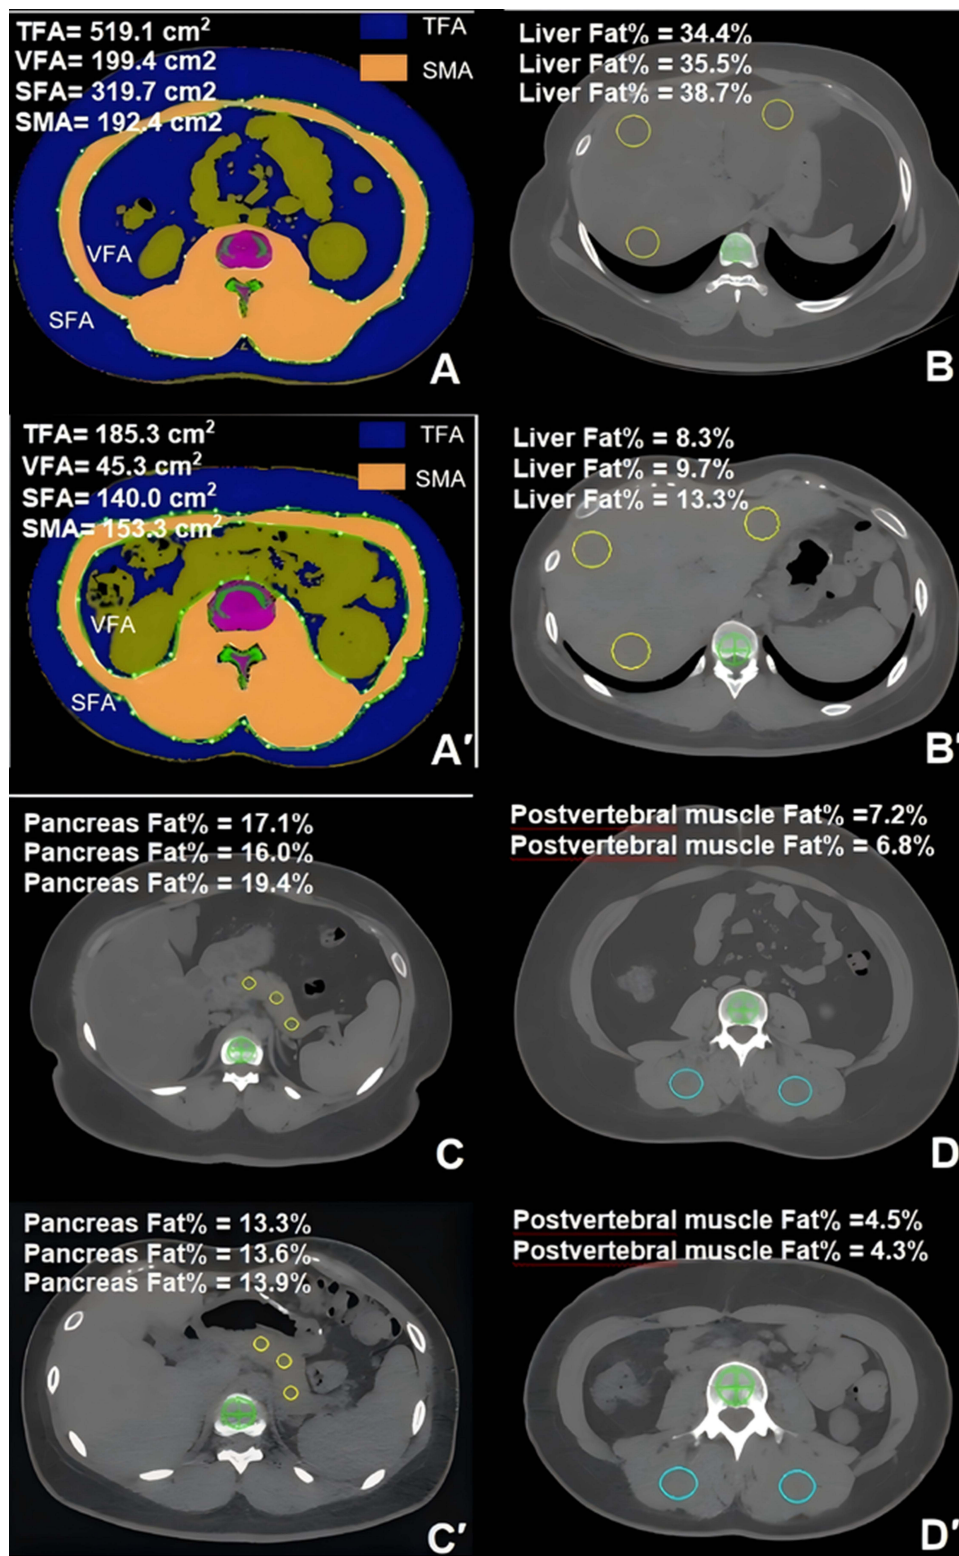 TFA= 519.1 cm²
VFA= 199.4 cm2
SFA= 319.7 cm2
SMA= 192.4 cm2
TFA
SMA
VFA
SFA
A
Liver Fat% = 34.4%
Liver Fat% = 35.5%
Liver Fat% = 38.7%
B
TFA= 185.3 cm²
VFA= 45.3 cm²
SFA= 140.0 cm²
SMA= 153.3 cm²
TFA
SMA
VFA
SFA
A′
Liver Fat% = 8.3%
Liver Fat% = 9.7%
Liver Fat% = 13.3%
B′
Pancreas Fat% = 17.1%
Pancreas Fat% = 16.0%
Pancreas Fat% = 19.4%
C
Postvertebral muscle Fat% =7.2%
Postvertebral muscle Fat% = 6.8%
D
Pancreas Fat% = 13.3%
Pancreas Fat% = 13.6%
Pancreas Fat% = 13.9%
C′
Postvertebral muscle Fat% =4.5%
Postvertebral muscle Fat% = 4.3%
D′